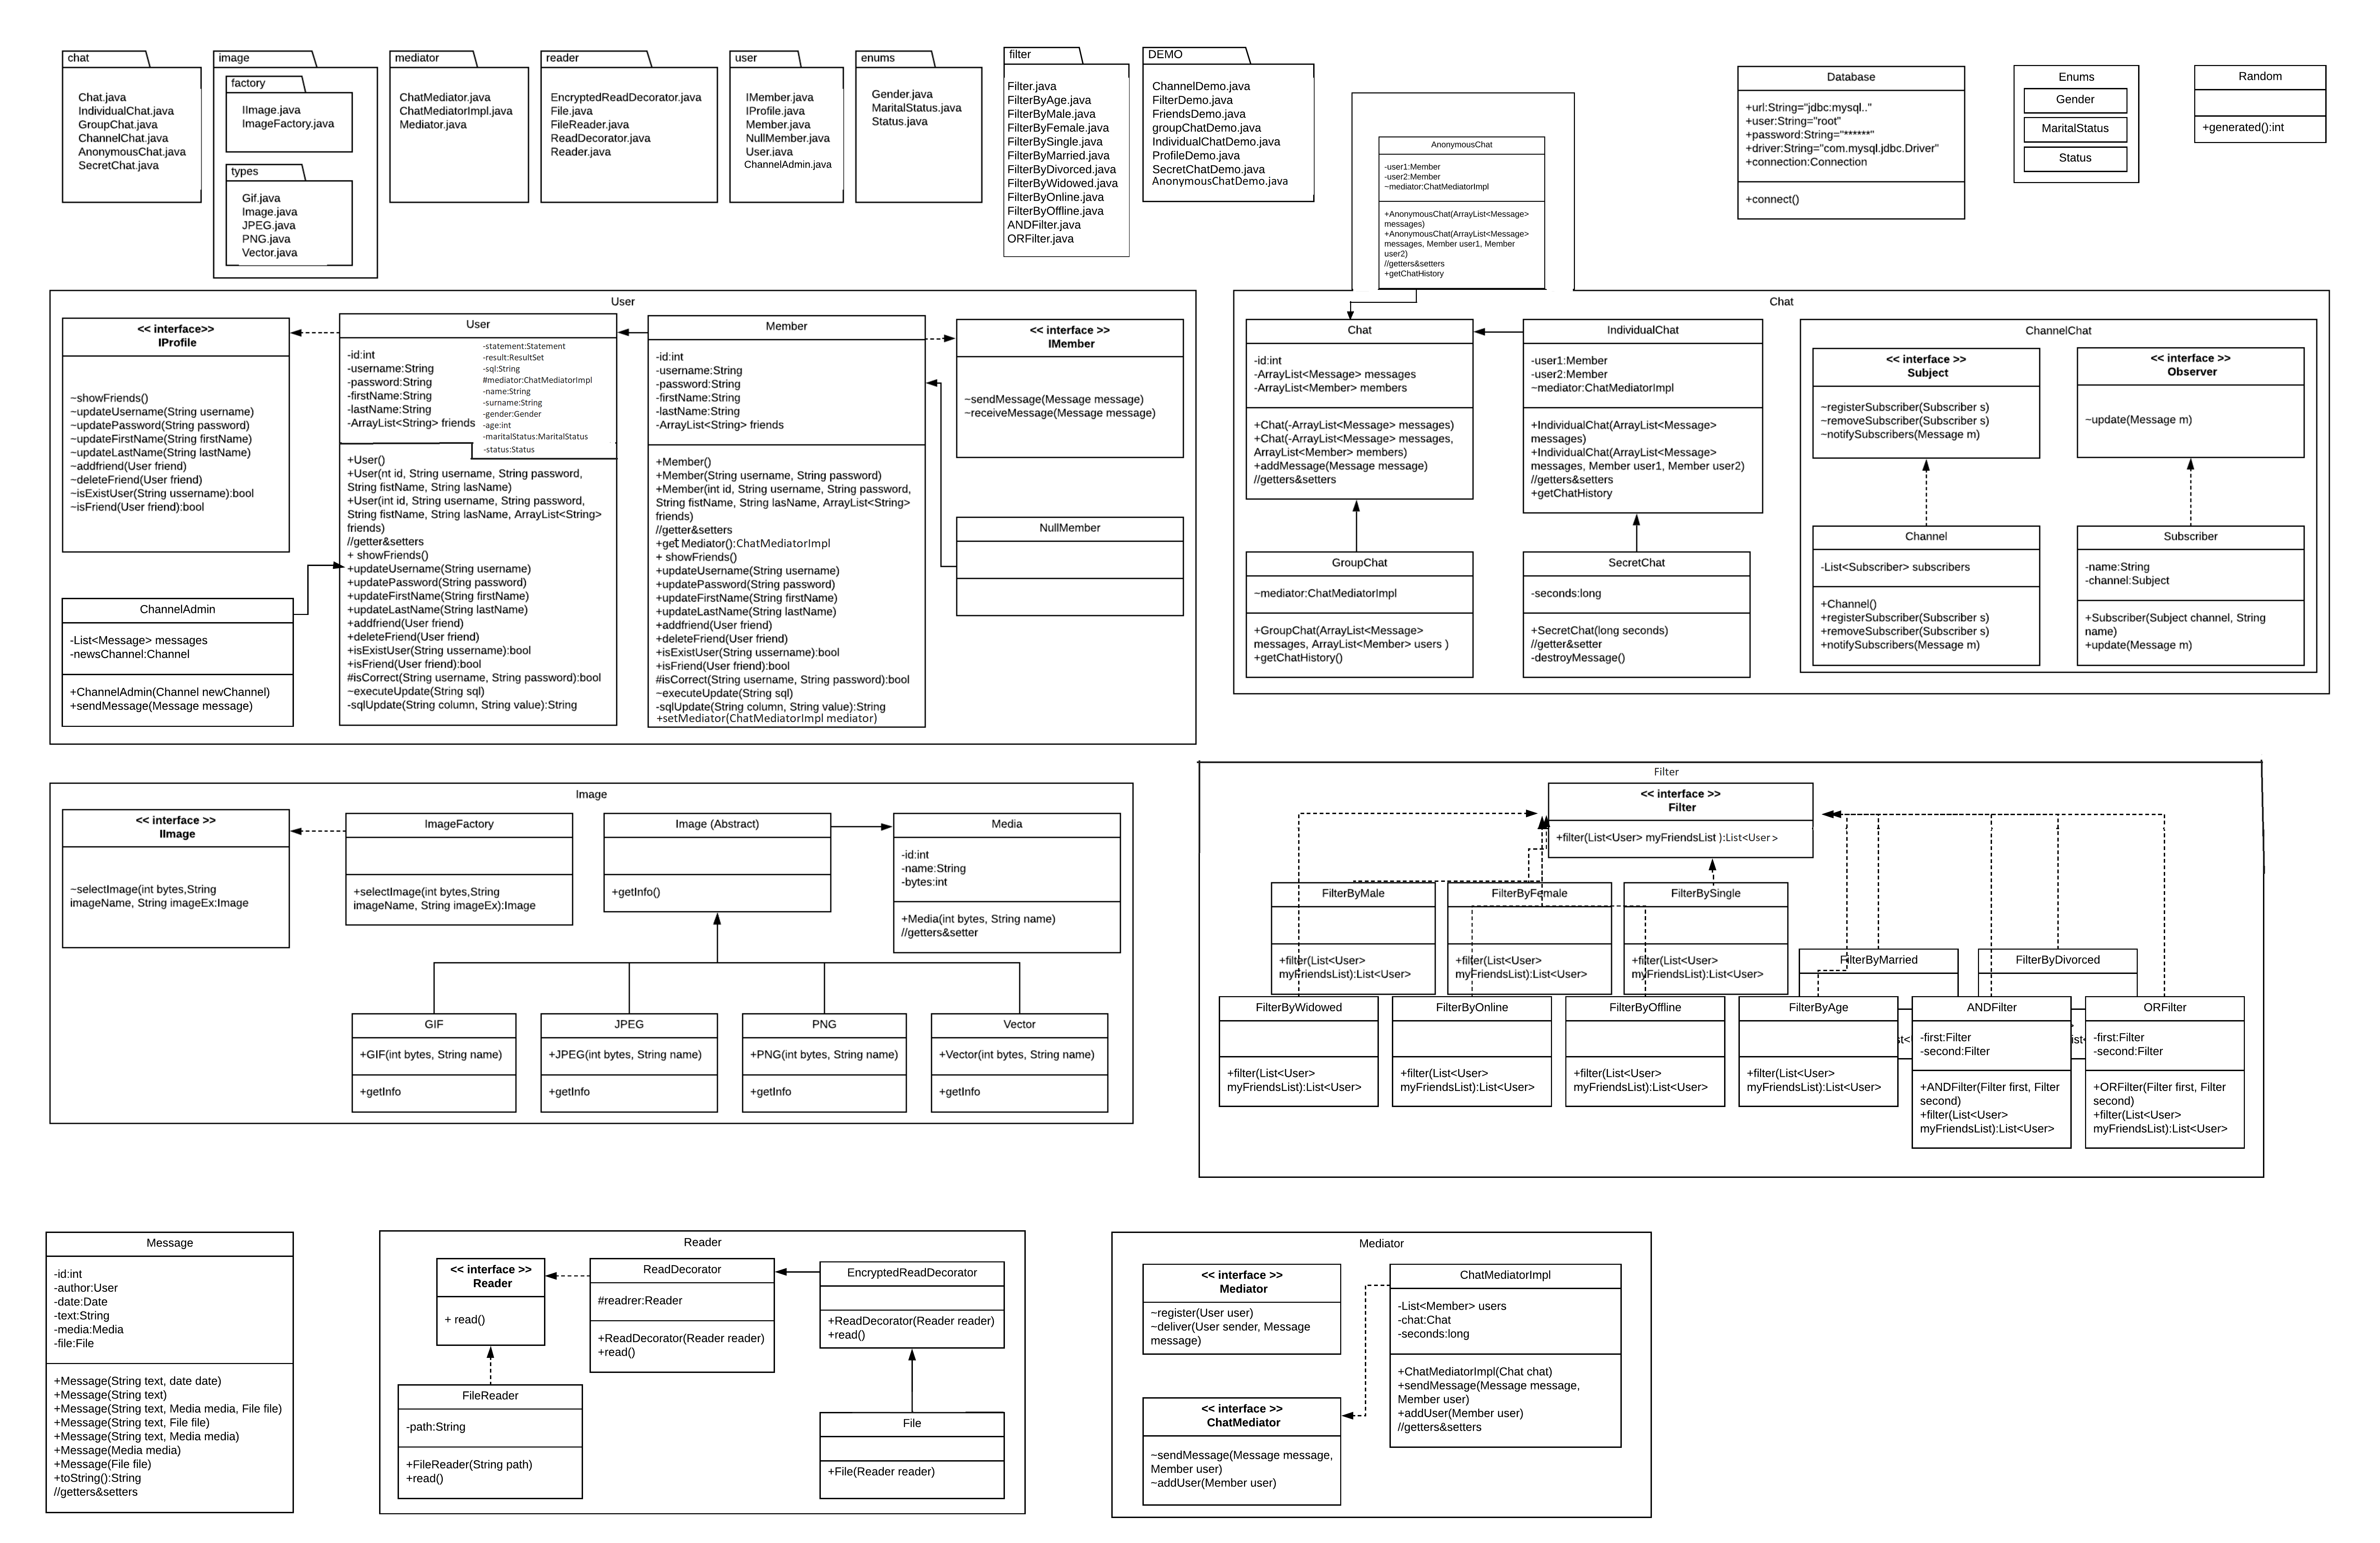 chat
Chat.java
IndividualChat.java
GroupChat.java
ChannelChat.java
AnonymousChat.java
SecretChat.java
image
factory
IImage.java
ImageFactory.java
types
Gif.java
Image.java
JPEG.java
PNG.java
Vector.java
mediator
ChatMediator.java
ChatMediatorImpl.java
Mediator.java
reader
EncryptedReadDecorator.java
File.java
FileReader.java
ReadDecorator.java
Reader.java
user
IMember.java
IProfile.java
Member.java
NullMember.java
User.java
ChannelAdmin.java
enums
Gender.java
MaritalStatus.java
Status.java
filter
Filter.java
FilterByAge.java
FilterByMale.java
FilterByFemale.java
FilterBySingle.java
FilterByMarried.java
FilterByDivorced.java
FilterByWidowed.java
FilterByOnline.java
FilterByOffline.java
ANDFilter.java
ORFilter.java
DEMO
ChannelDemo.java
FilterDemo.java
FriendsDemo.java
groupChatDemo.java
IndividualChatDemo.java
ProfileDemo.java
SecretChatDemo.java
AnonymousChatDemo.java
AnonymousChat
-user1:Member
-user2:Member
~mediator:ChatMediatorImpl
+AnonymousChat(ArrayList<Message>
messages)
+AnonymousChat(ArrayList<Message>
messages, Member user1, Member
user2)
//getters&setters
+getChatHistory
Database
+url:String="jdbc:mysql.."
+user:String="root"
+password:String="******"
+driver:String="com.mysql.jdbc.Driver"
+connection:Connection
+connect()
Enums
Gender
MaritalStatus
Status
Random
+generated():int
User
<< interface>>
IProfile
~showFriends()
~updateUsername(String username)
~updatePassword(String password)
~updateFirstName(String firstName)
~updateLastName(String lastName)
~addfriend(User friend)
~deleteFriend(User friend)
~isExistUser(String ussername):bool
~isFriend(User friend):bool
ChannelAdmin
-List<Message> messages
-newsChannel:Channel
+ChannelAdmin(Channel newChannel)
+sendMessage(Message message)
User
-id:int
-username:String
-password:String
-firstName:String
-lastName:String
-ArrayList<String> friends
-statement:Statement
-result:ResultSet
-sql:String
#mediator:ChatMediatorImpl
-name:String
-surname:String
-gender:Gender
-age:int
-maritalStatus:MaritalStatus
-status:Status
+User()
+User(nt id, String username, String password,
String fistName, String lasName)
+User(int id, String username, String password,
String fistName, String lasName, ArrayList<String>
friends)
//getter&setters
+ showFriends()
+updateUsername(String username)
+updatePassword(String password)
+updateFirstName(String firstName)
+updateLastName(String lastName)
+addfriend(User friend)
+deleteFriend(User friend)
+isExistUser(String ussername):bool
+isFriend(User friend):bool
#isCorrect(String username, String password):bool
~executeUpdate(String sql)
-sqlUpdate(String column, String value):String
Member
-id:int
-username:String
-password:String
-firstName:String
-lastName:String
-ArrayList<String> friends
+Member()
+Member(String username, String password)
+Member(int id, String username, String password,
String fistName, String lasName, ArrayList<String>
friends)
//getter&setters
+get Mediator():ChatMediatorImpl
+ showFriends()
+updateUsername(String username)
+updatePassword(String password)
+updateFirstName(String firstName)
+updateLastName(String lastName)
+addfriend(User friend)
+deleteFriend(User friend)
+isExistUser(String ussername):bool
+isFriend(User friend):bool
#isCorrect(String username, String password):bool
~executeUpdate(String sql)
-sqlUpdate(String column, String value):String
+setMediator(ChatMediatorImpl mediator)
<< interface >>
IMember
~sendMessage(Message message)
~receiveMessage(Message message)
NullMember
Chat
Chat
-id:int
-ArrayList<Message> messages
-ArrayList<Member> members
+Chat(-ArrayList<Message> messages)
+Chat(-ArrayList<Message> messages,
ArrayList<Member> members)
+addMessage(Message message)
//getters&setters
IndividualChat
-user1:Member
-user2:Member
~mediator:ChatMediatorImpl
+IndividualChat(ArrayList<Message>
messages)
+IndividualChat(ArrayList<Message>
messages, Member user1, Member user2)
//getters&setters
+getChatHistory
GroupChat
~mediator:ChatMediatorImpl
+GroupChat(ArrayList<Message>
messages, ArrayList<Member> users )
+getChatHistory()
SecretChat
-seconds:long
+SecretChat(long seconds)
//getter&setter
-destroyMessage()
ChannelChat
<< interface >>
Subject
~registerSubscriber(Subscriber s)
~removeSubscriber(Subscriber s)
~notifySubscribers(Message m)
<< interface >>
Observer
~update(Message m)
Channel
-List<Subscriber> subscribers
+Channel()
+registerSubscriber(Subscriber s)
+removeSubscriber(Subscriber s)
+notifySubscribers(Message m)
Subscriber
-name:String
-channel:Subject
+Subscriber(Subject channel, String
name)
+update(Message m)
Image
<< interface >>
IImage
~selectImage(int bytes,String
imageName, String imageEx:Image
ImageFactory
+selectImage(int bytes,String
imageName, String imageEx):Image
Image (Abstract)
+getInfo()
Media
-id:int
-name:String
-bytes:int
+Media(int bytes, String name)
//getters&setter
GIF
+GIF(int bytes, String name)
+getInfo
JPEG
+JPEG(int bytes, String name)
+getInfo
PNG
+PNG(int bytes, String name)
+getInfo
Vector
+Vector(int bytes, String name)
+getInfo
Filter
<< interface >>
Filter
+filter(List<User> myFriendsList ):List<User >
FilterByMale
+filter(List<User>
myFriendsList):List<User>
FilterByFemale
+filter(List<User>
myFriendsList):List<User>
FilterBySingle
+filter(List<User>
myFriendsList):List<User>
FilterByMarried
FilterByDivorced
FilterByWidowed
+filter(List<User>
myFriendsList):List<User>
FilterByOnline
+filter(List<User>
myFriendsList):List<User>
FilterByOffline
+filter(List<User>
myFriendsList):List<User>
FilterByAge
+filter(List<User>
myFriendsList):List<User>
ANDFilter
-first:Filter
-second:Filter
+ANDFilter(Filter first, Filter
second)
+filter(List<User>
myFriendsList):List<User>
ORFilter
-first:Filter
-second:Filter
+ORFilter(Filter first, Filter
second)
+filter(List<User>
myFriendsList):List<User>
Message
-id:int
-author:User
-date:Date
-text:String
-media:Media
-file:File
+Message(String text, date date)
+Message(String text)
+Message(String text, Media media, File file)
+Message(String text, File file)
+Message(String text, Media media)
+Message(Media media)
+Message(File file)
+toString():String
//getters&setters
Reader
<< interface >>
Reader
+ read()
ReadDecorator
#readrer:Reader
+ReadDecorator(Reader reader)
+read()
EncryptedReadDecorator
+ReadDecorator(Reader reader)
+read()
FileReader
-path:String
+FileReader(String path)
+read()
File
+File(Reader reader)
Mediator
<< interface >>
Mediator
~register(User user)
~deliver(User sender, Message
message)
<< interface >>
ChatMediator
~sendMessage(Message message,
Member user)
~addUser(Member user)
ChatMediatorImpl
-List<Member> users
-chat:Chat
-seconds:long
+ChatMediatorImpl(Chat chat)
+sendMessage(Message message,
Member user)
+addUser(Member user)
//getters&setters